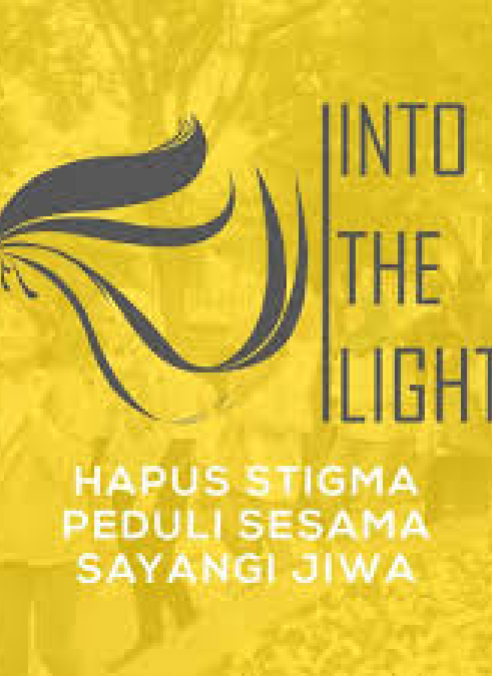 INTO
THE
LIGHT
HAPUS STIGMA
PEDULI SESAMA
SAYANGI JIWA